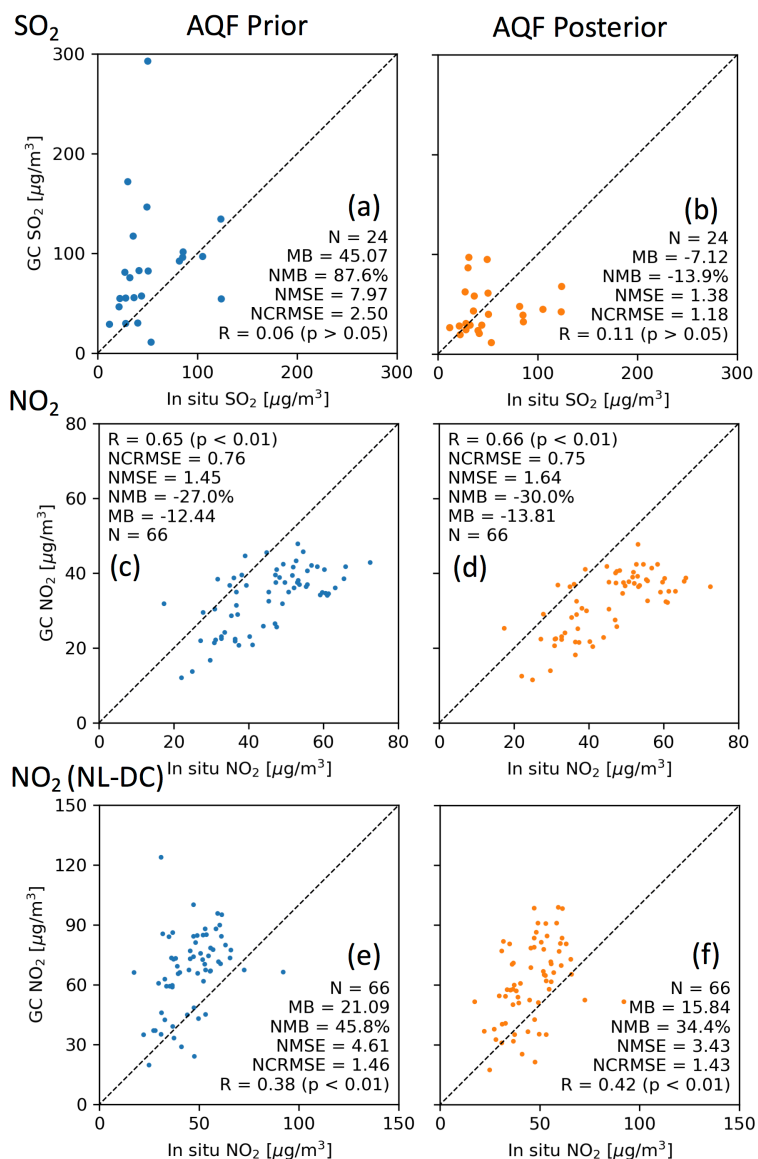 SO₂ AQF Prior AQF Posterior
300
200
100
0
GC SO₂ [μg/m³]
(a)
N = 24
MB = 45.07
NMB = 87.6%
NMSE = 7.97
NCRMSE = 2.50
R = 0.06 (p > 0.05)
0 100 200 300
In situ SO₂ [μg/m³]
(b)
N = 24
MB = -7.12
NMB = -13.9%
NMSE = 1.38
NCRMSE = 1.18
R = 0.11 (p > 0.05)
0 100 200 300
In situ SO₂ [μg/m³]
NO₂
80
60
40
20
0
GC NO₂ [μg/m³]
R = 0.65 (p < 0.01)
NCRMSE = 0.76
NMSE = 1.45
NMB = -27.0%
MB = -12.44
N = 66
(c)
0 20 40 60 80
In situ NO₂ [μg/m³]
R = 0.66 (p < 0.01)
NCRMSE = 0.75
NMSE = 1.64
NMB = -30.0%
MB = -13.81
N = 66
(d)
0 20 40 60 80
In situ NO₂ [μg/m³]
NO₂ (NL-DC)
150
120
90
60
30
0
GC NO₂ [μg/m³]
(e)
N = 66
MB = 21.09
NMB = 45.8%
NMSE = 4.61
NCRMSE = 1.46
R = 0.38 (p < 0.01)
0 50 100 150
In situ NO₂ [μg/m³]
(f)
N = 66
MB = 15.84
NMB = 34.4%
NMSE = 3.43
NCRMSE = 1.43
R = 0.42 (p < 0.01)
0 50 100 150
In situ NO₂ [μg/m³]